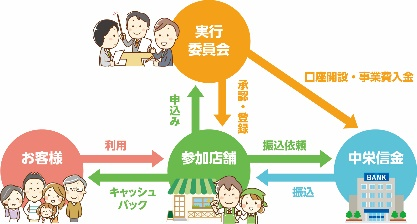 実行
委員会
口座開設・事業費入金
申込み
承認・登録
お客様
利用
参加店舗
振込依頼
中栄信金
キャッシュ
バック
振込
BANK